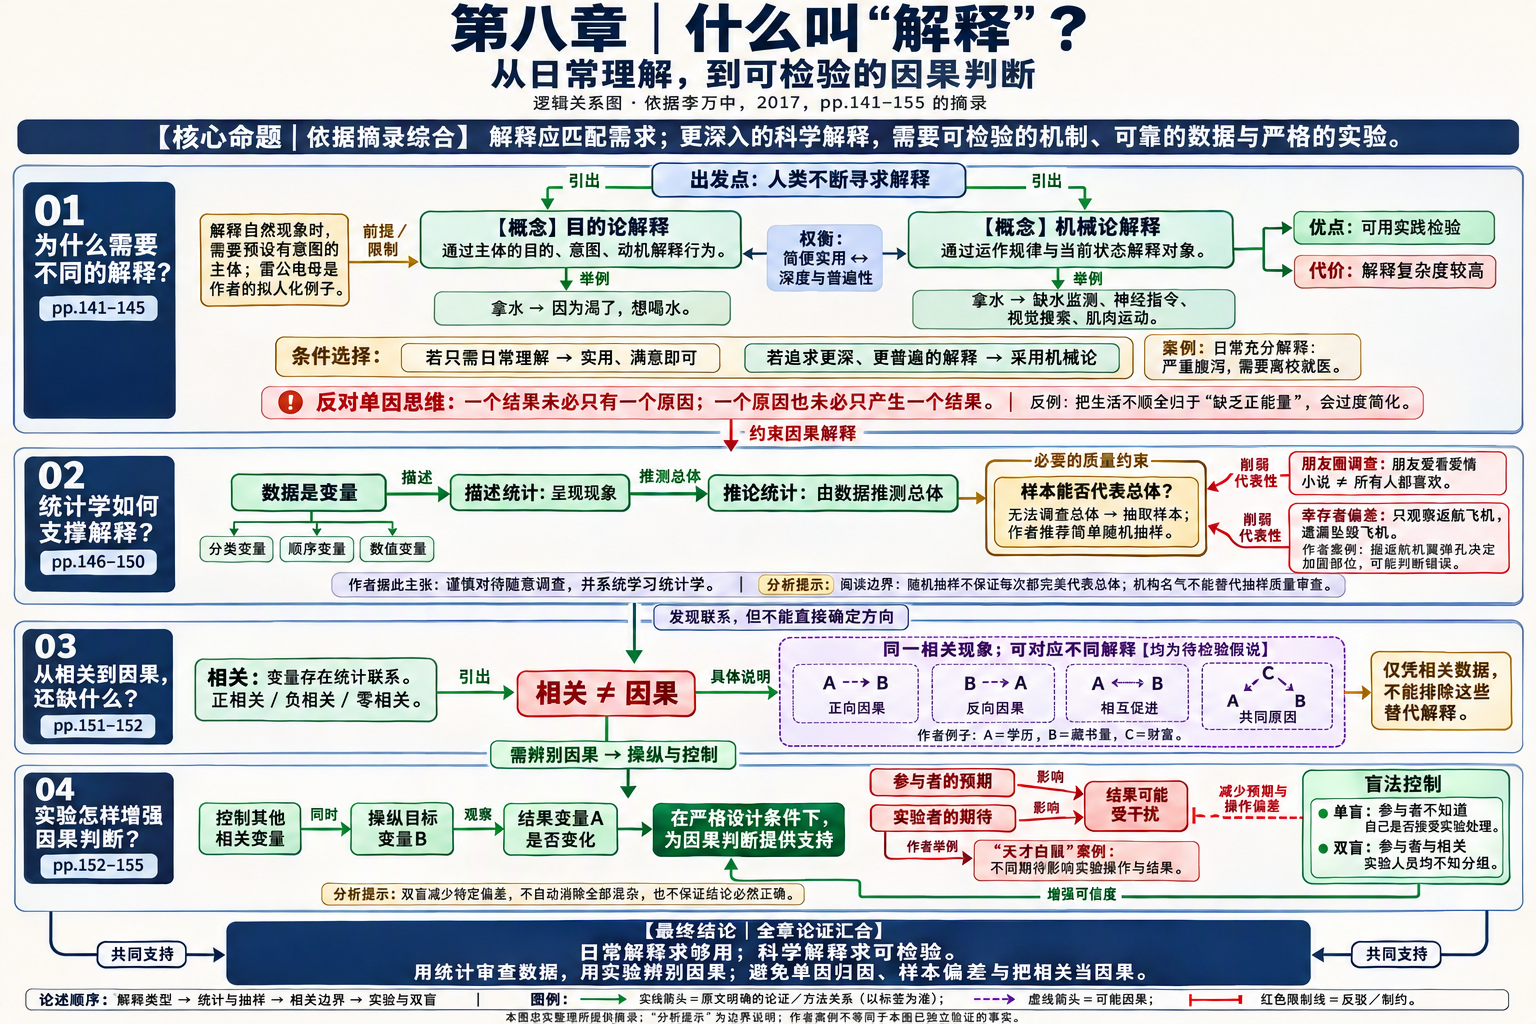 第八章｜什么叫“解释”？
从日常理解，到可检验的因果判断
逻辑关系图 · 依据李万中，2017，pp.141–155 的摘录
【核心命题｜依据摘录综合】 解释应匹配需求；更深入的科学解释，需要可检验的机制、可靠的数据与严格的实验。
01
为什么需要
不同的解释？
pp.141–145
出发点：人类不断寻求解释
引出
引出
解释自然现象时，
需要预设有意图的
主体；雷公电母是
作者的拟人化例子。
前提／
限制
【概念】目的论解释
通过主体的目的、意图、动机解释行为。
举例
拿水 → 因为渴了，想喝水。
权衡：
简便实用 ↔
深度与普遍性
【概念】机械论解释
通过运作规律与当前状态解释对象。
举例
拿水 → 缺水监测、神经指令、
视觉搜索、肌肉运动。
优点：可用实践检验
代价：解释复杂度较高
条件选择：
若只需日常理解 → 实用、满意即可
若追求更深、更普遍的解释 → 采用机械论
案例：日常充分解释：
严重腹泻，需要离校就医。
! 反对单因思维：一个结果未必只有一个原因；一个原因也未必只产生一个结果。｜ 反例：把生活不顺全归于“缺乏正能量”，会过度简化。
约束因果解释
02
统计学如何
支撑解释？
pp.146–150
数据是变量
分类变量
顺序变量
数值变量
描述
描述统计：呈现现象
推测总体
推论统计：由数据推测总体
必要的质量约束
样本能否代表总体？
无法调查总体 → 抽取样本；
作者推荐简单随机抽样。
削弱
代表性
朋友圈调查：朋友爱看爱情
小说 ≠ 所有人都喜欢。
削弱
代表性
幸存者偏差：只观察返航飞机，
遗漏坠毁飞机。
作者案例：据返航机翼弹孔决定
加固部位，可能判断错误。
作者据此主张：谨慎对待随意调查，并系统学习统计学。 ｜ 分析提示：阅读边界：随机抽样不保证每次都完美代表总体；机构名气不能替代抽样质量审查。
发现联系，但不能直接确定方向
03
从相关到因果，
还缺什么？
pp.151–152
相关：变量存在统计联系。
正相关 / 负相关 / 零相关。
引出
相关 ≠ 因果
具体说明
同一相关现象；可对应不同解释【均为待检验假说】
A ⇢ B
正向因果
B ⇢ A
反向因果
A ⟷ B
相互促进
C
A B
共同原因
作者例子：A＝学历，B＝藏书量，C＝财富。
仅凭相关数据，
不能排除这些
替代解释。
需辨别因果 → 操纵与控制
04
实验怎样增强
因果判断？
pp.152–155
控制其他
相关变量
同时
操纵目标
变量B
观察
结果变量A
是否变化
在严格设计条件下，
为因果判断提供支持
参与者的预期
影响
实验者的期待
影响
结果可能
受干扰
作者举例
“天才白鼠”案例：
不同期待影响实验操作与结果。
减少预期与
操作偏差
盲法控制
● 单盲：参与者不知道
自己是否接受实验处理。
● 双盲：参与者与相关
实验人员均不知分组。
增强可信度
分析提示：双盲减少特定偏差，不自动消除全部混杂，也不保证结论必然正确。
共同支持
【最终结论｜全章论证汇合】
日常解释求够用；科学解释求可检验。
用统计审查数据，用实验辨别因果；避免单因归因、样本偏差与把相关当因果。
共同支持
论述顺序：解释类型 → 统计与抽样 → 相关边界 → 实验与双盲 ｜ 图例： 实线箭头＝原文明确的论证／方法关系（以标签为准）； 虚线箭头＝可能因果； 红色限制线＝反驳／制约。
本图忠实整理所提供摘录；“分析提示”为边界说明；作者案例不等同于本图已独立验证的事实。